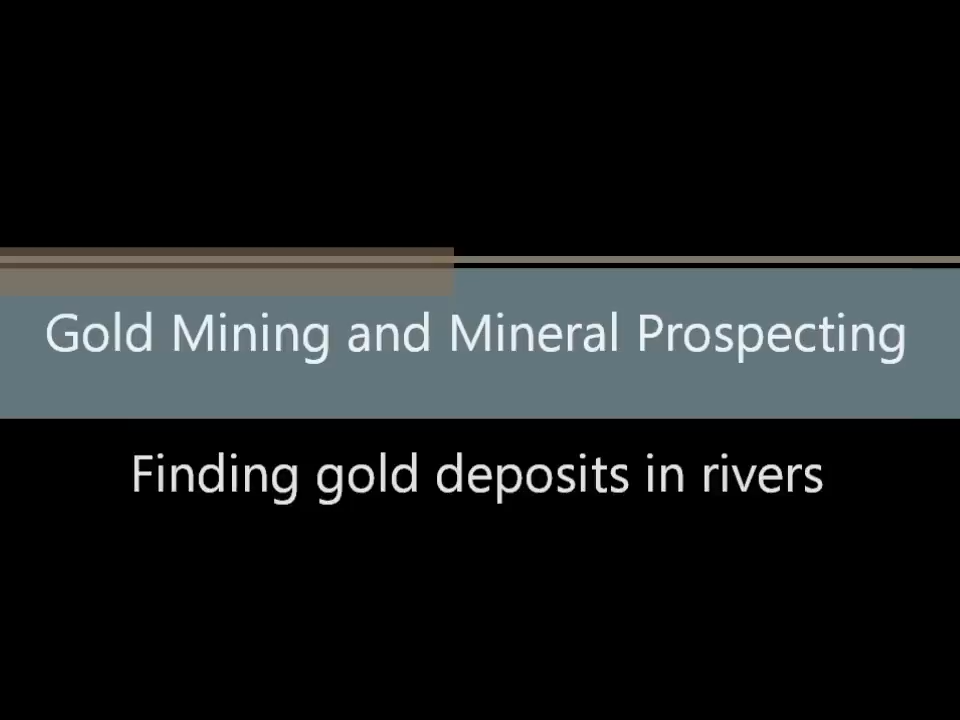 Gold Mining and Mineral Prospecting
Finding gold deposits in rivers